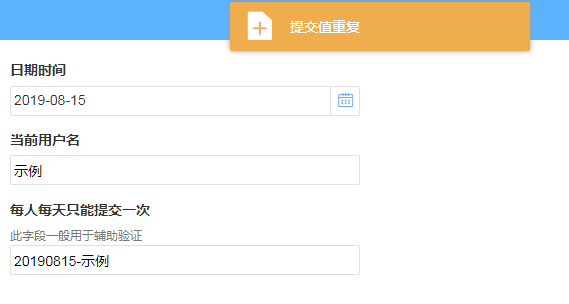 提交值重复
日期时间
2019-08-15
当前用户名
示例
每人每天只能提交一次
此字段一般用于辅助验证
20190815-示例